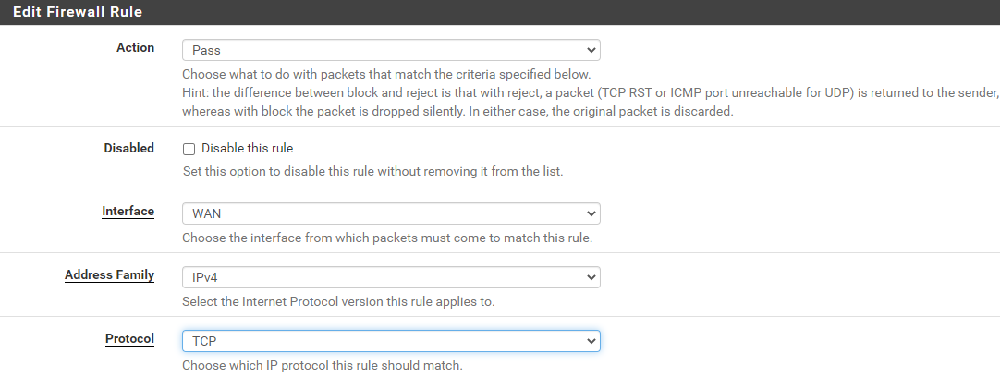 Edit Firewall Rule
Action
Pass
Choose what to do with packets that match the criteria specified below.
Hint: the difference between block and reject is that with reject, a packet (TCP RST or ICMP port unreachable for UDP) is returned to the sender,
whereas with block the packet is dropped silently. In either case, the original packet is discarded.
Disabled
Disable this rule
Set this option to disable this rule without removing it from the list.
Interface
WAN
Choose the interface from which packets must come to match this rule.
Address Family
IPv4
Select the Internet Protocol version this rule applies to.
Protocol
TCP
Choose which IP protocol this rule should match.